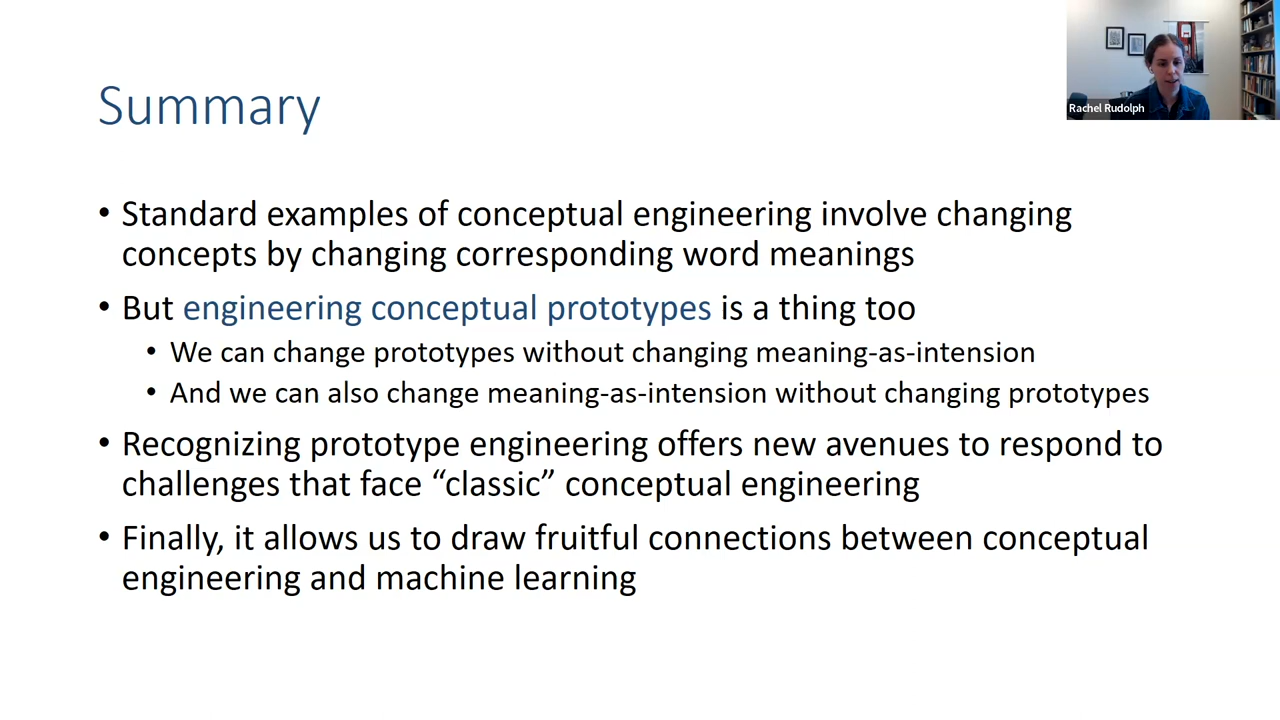 Summary
Rachel Rudolph
• Standard examples of conceptual engineering involve changing
concepts by changing corresponding word meanings
• But engineering conceptual prototypes is a thing too
• We can change prototypes without changing meaning-as-intension
• And we can also change meaning-as-intension without changing prototypes
• Recognizing prototype engineering offers new avenues to respond to
challenges that face “classic” conceptual engineering
• Finally, it allows us to draw fruitful connections between conceptual
engineering and machine learning